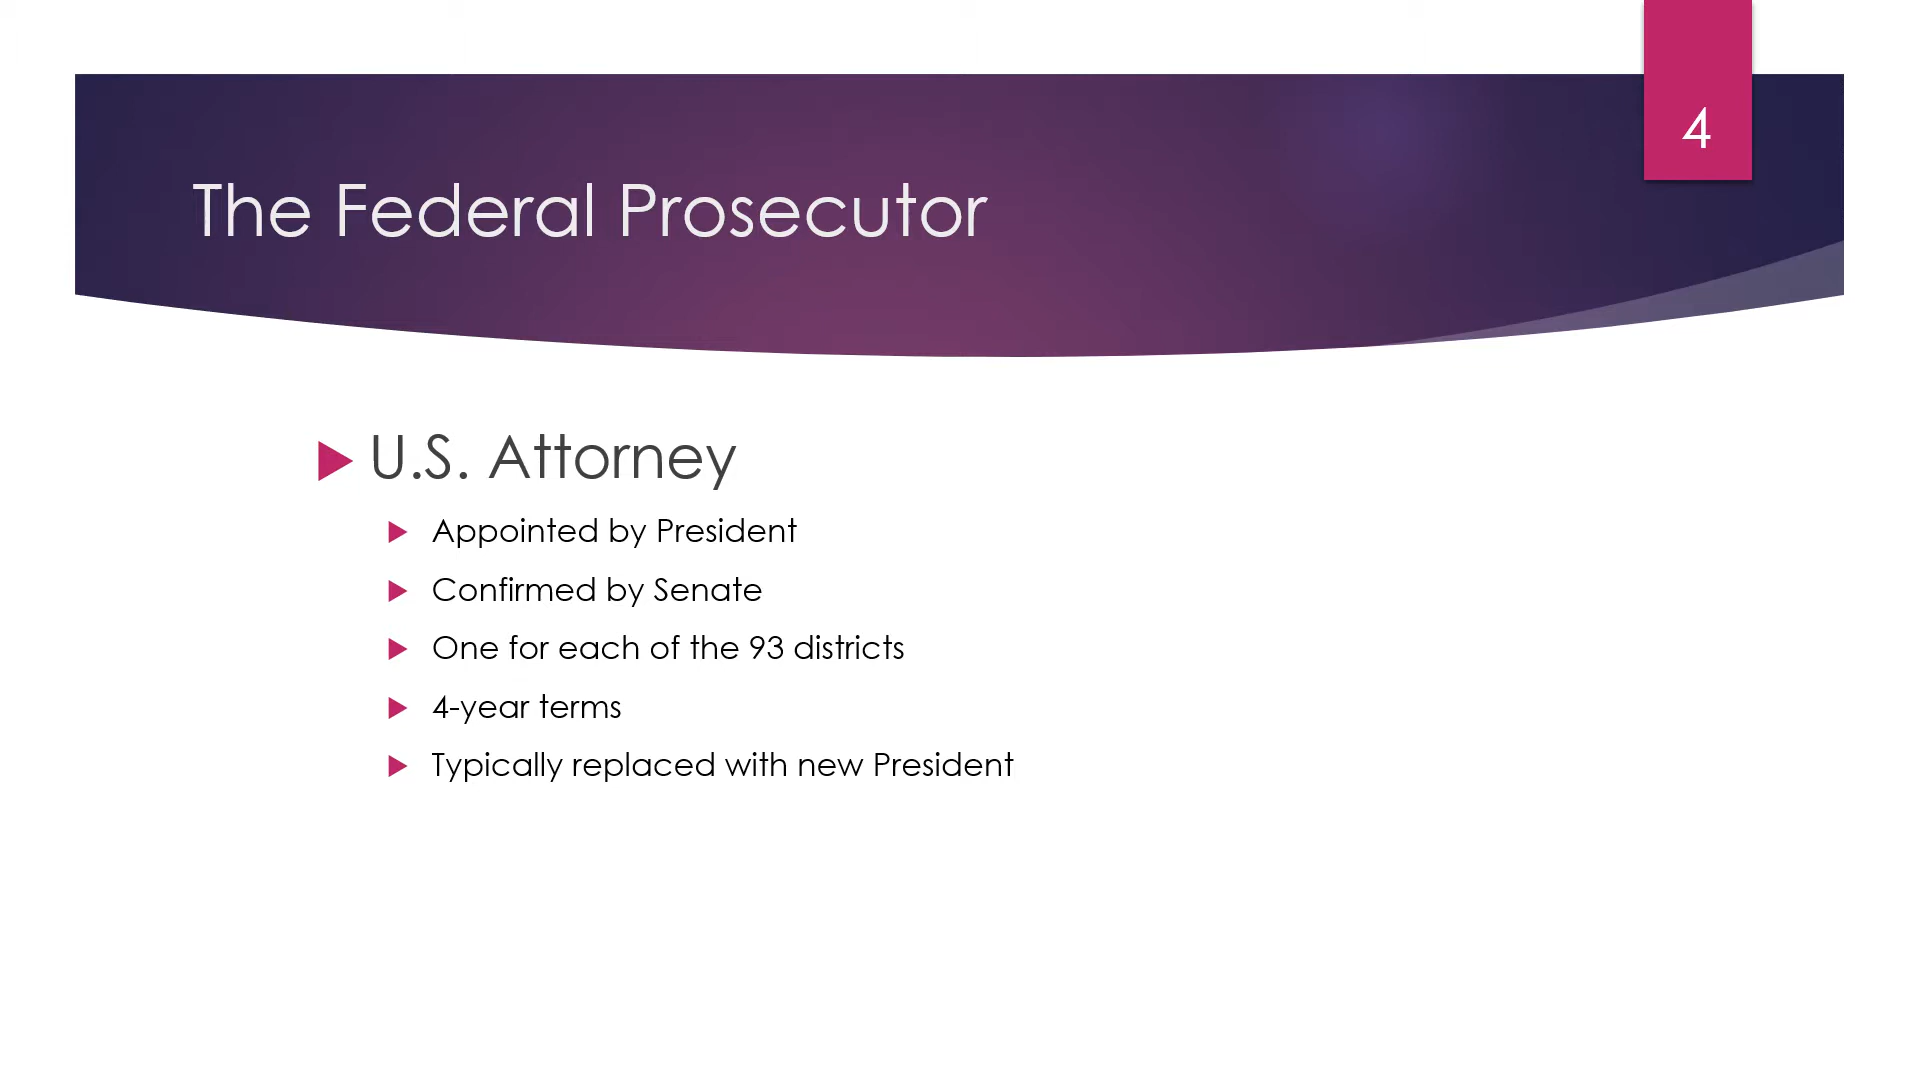 4
The Federal Prosecutor
U.S. Attorney
Appointed by President
Confirmed by Senate
One for each of the 93 districts
4-year terms
Typically replaced with new President